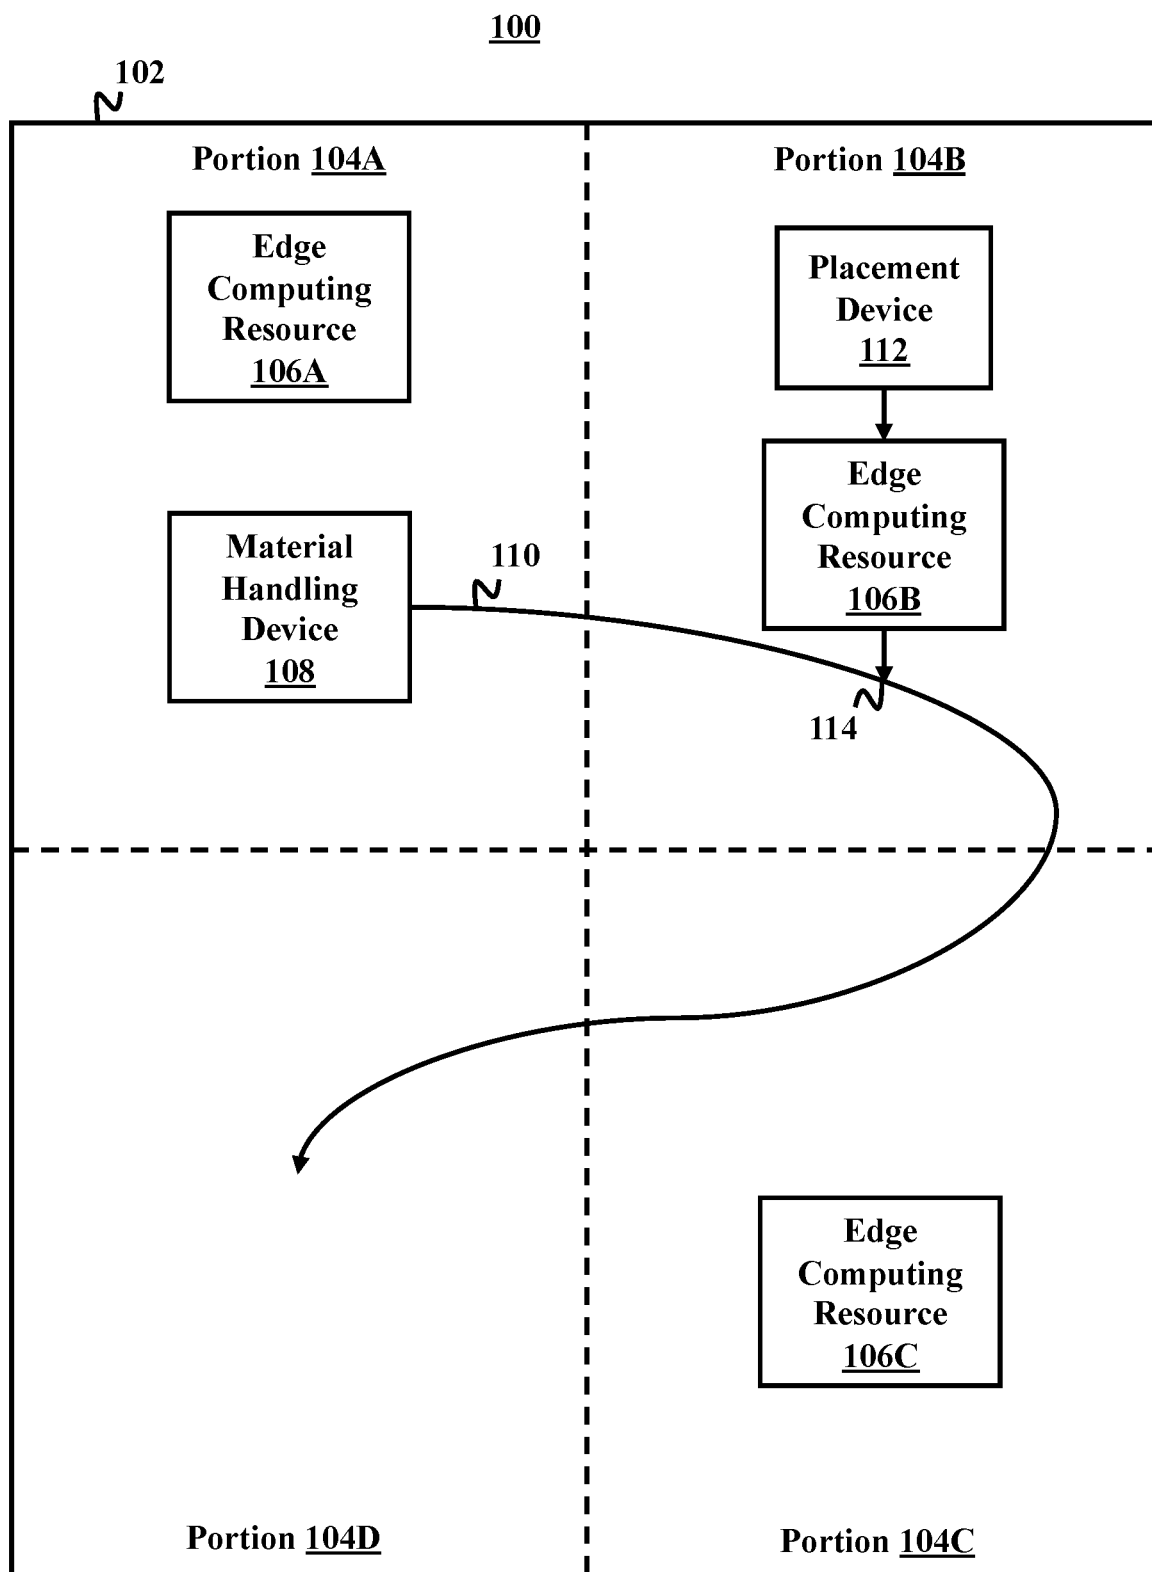 100
102
Portion 104A
Portion 104B
Edge
Computing
Resource
106A
Placement
Device
112
Edge
Computing
Resource
106B
Material
Handling
Device
108
110
114
Edge
Computing
Resource
106C
Portion 104D
Portion 104C